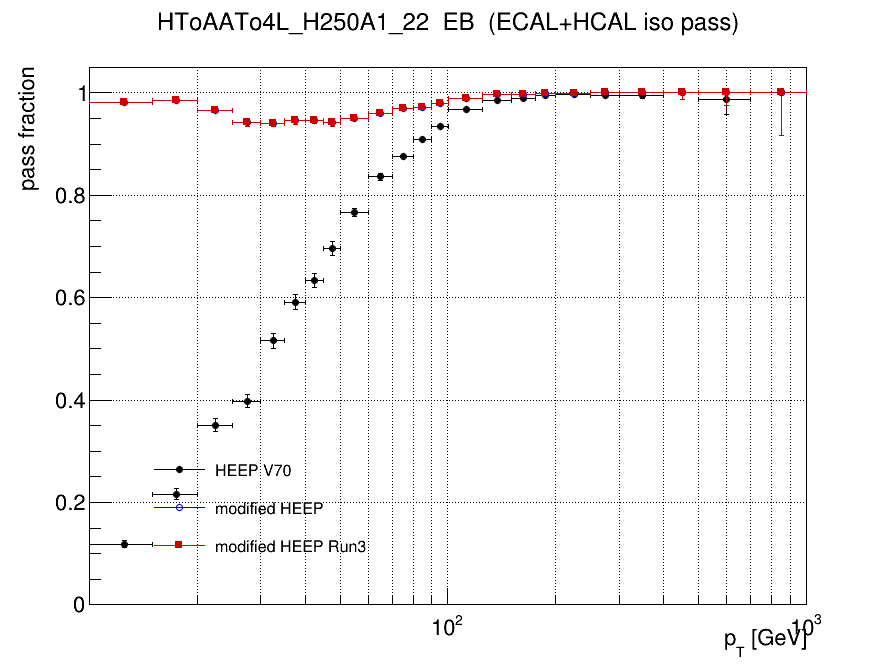 HToAATo4L_H250A1_22 EB (ECAL+HCAL iso pass)
pass fraction
1
0.8
0.6
0.4
0.2
0
HEEP V70
modified HEEP
modified HEEP Run3
10²
10³
p_T [GeV]